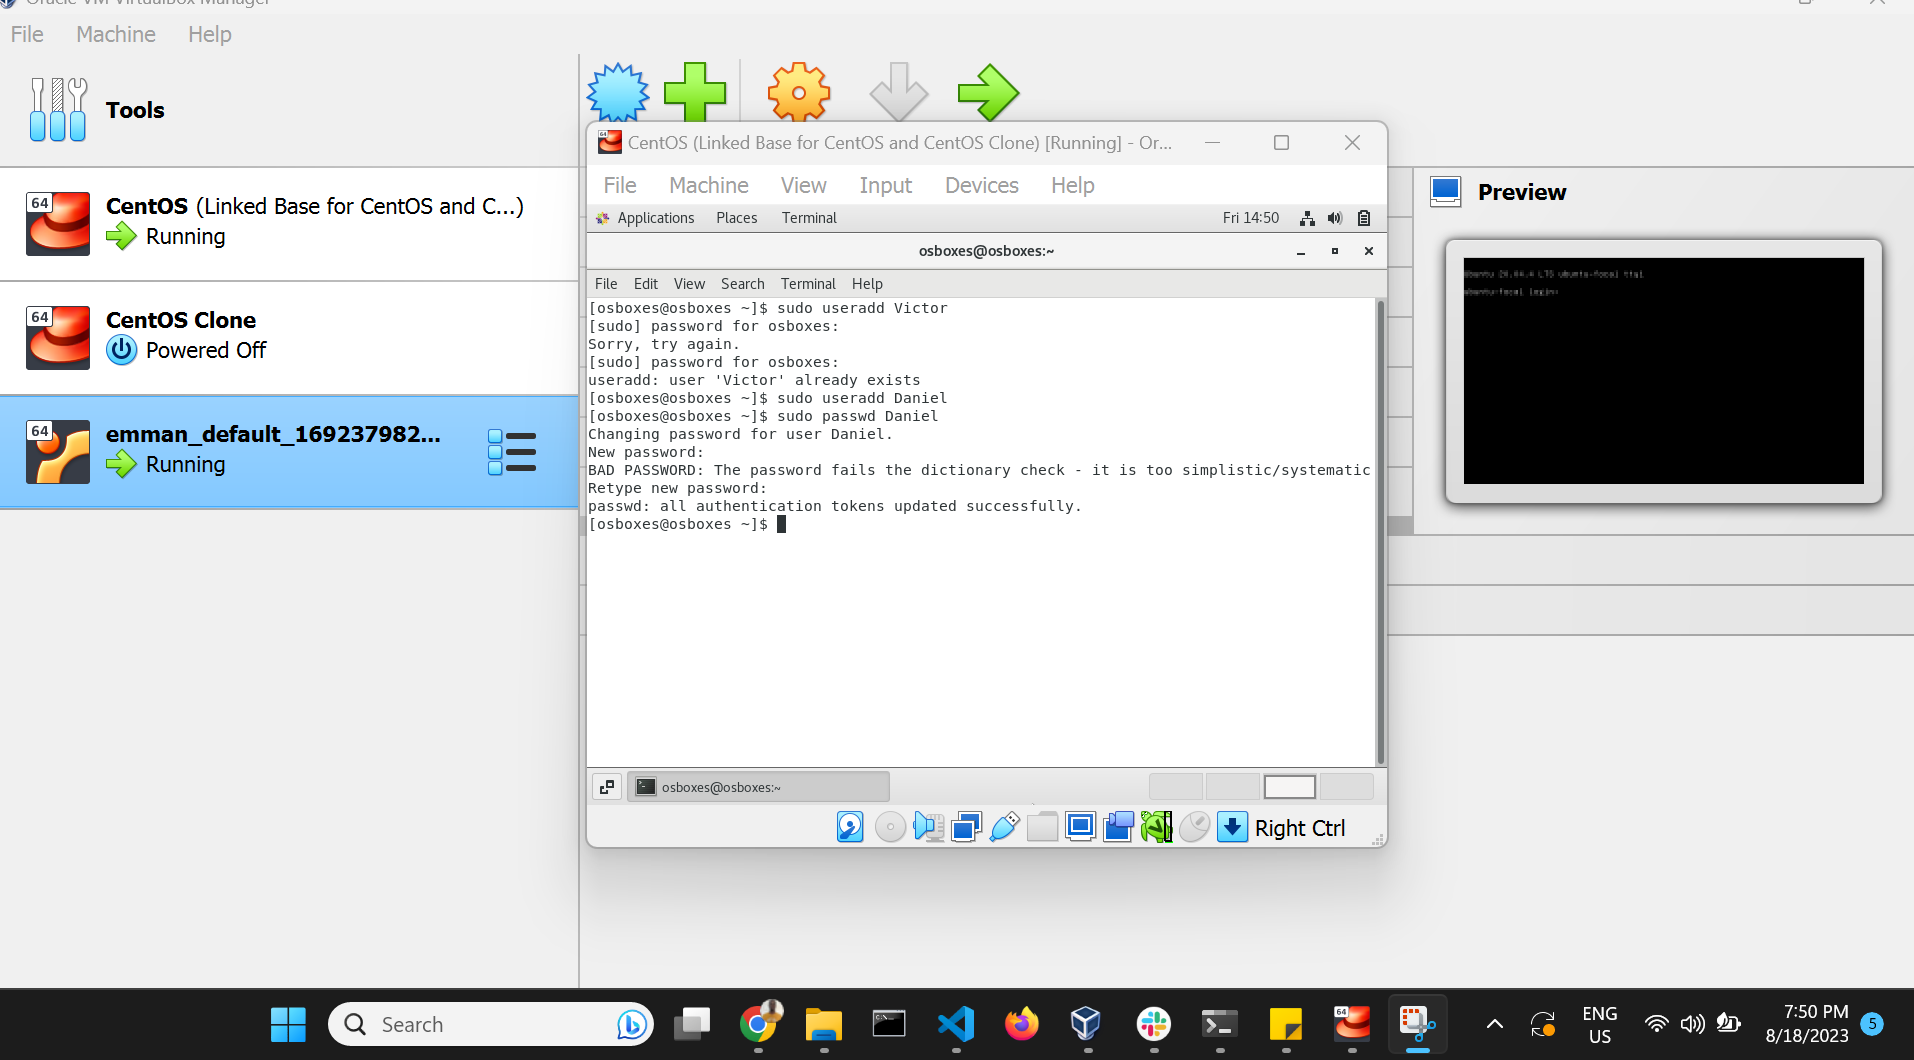 Oracle VM VirtualBox Manager
File Machine Help
Tools
64
CentOS (Linked Base for CentOS and C...)
Running
64
CentOS Clone
Powered Off
64
emman_default_169237982...
Running
CentOS (Linked Base for CentOS and CentOS Clone) [Running] - Or...
File Machine View Input Devices Help
Applications Places Terminal Fri 14:50
osboxes@osboxes:~
File Edit View Search Terminal Help
[osboxes@osboxes ~]$ sudo useradd Victor
[sudo] password for osboxes:
Sorry, try again.
[sudo] password for osboxes:
useradd: user 'Victor' already exists
[osboxes@osboxes ~]$ sudo useradd Daniel
[osboxes@osboxes ~]$ sudo passwd Daniel
Changing password for user Daniel.
New password:
BAD PASSWORD: The password fails the dictionary check - it is too simplistic/systematic
Retype new password:
passwd: all authentication tokens updated successfully.
[osboxes@osboxes ~]$
osboxes@osboxes:~
Right Ctrl
Preview
Search
64
ENG
US
7:50 PM
8/18/2023
5